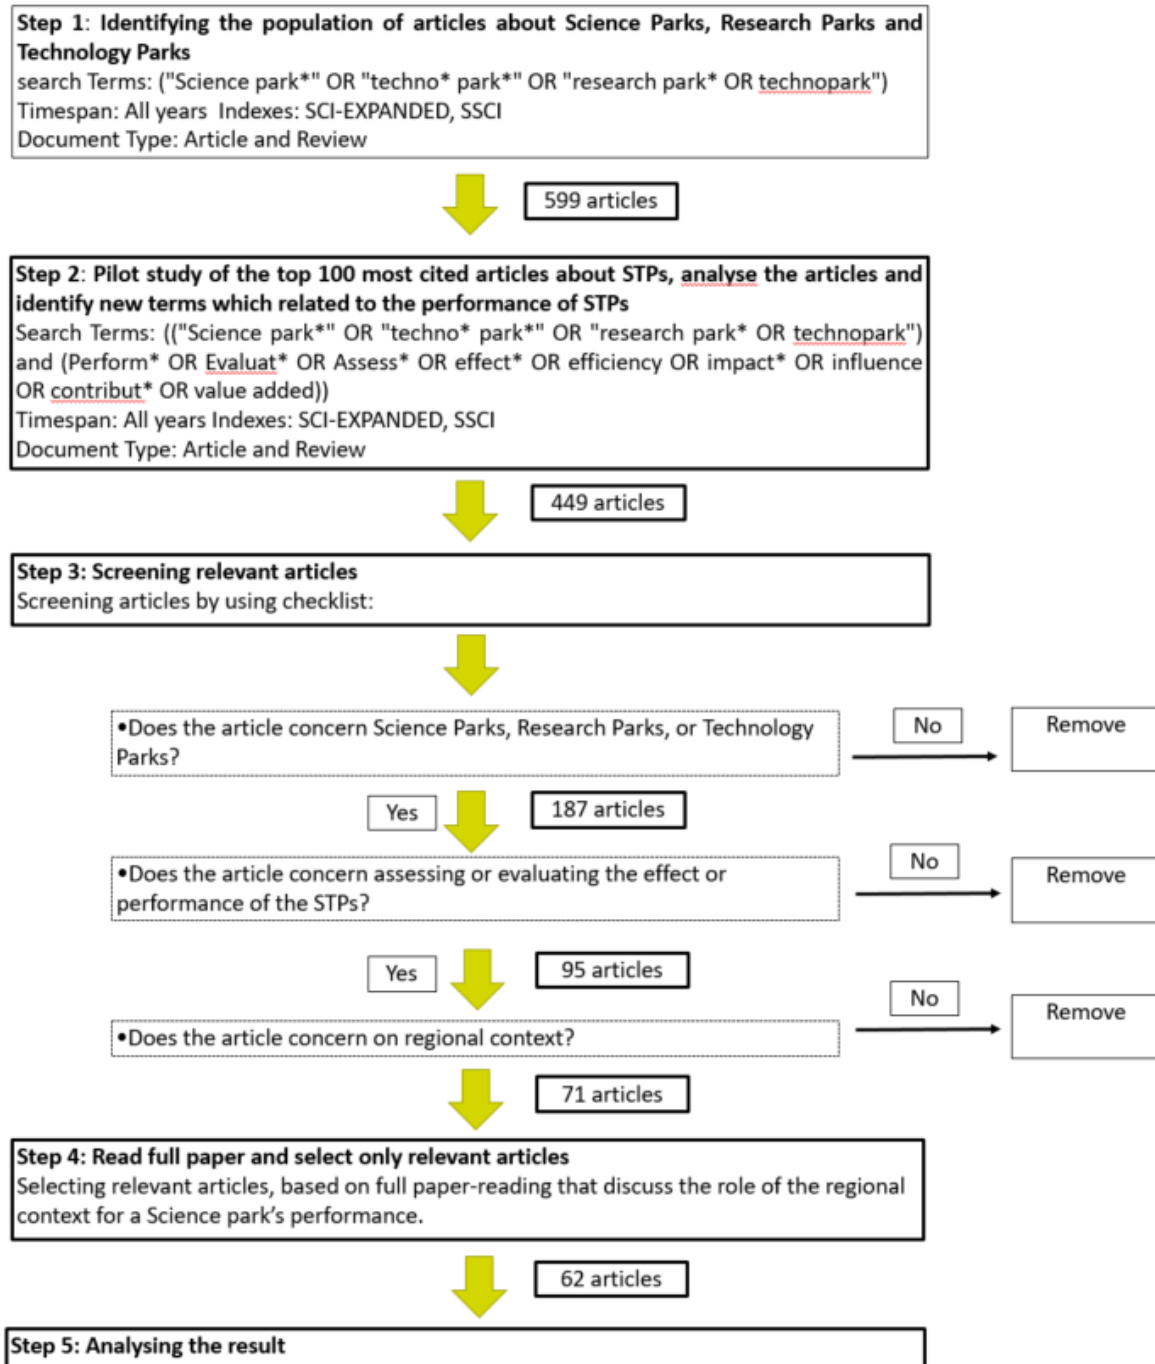 Step 1: Identifying the population of articles about Science Parks, Research Parks and
Technology Parks
search Terms: ("Science park*" OR "techno* park*" OR "research park* OR technopark")
Timespan: All years Indexes: SCI-EXPANDED, SSCI
Document Type: Article and Review
599 articles
Step 2: Pilot study of the top 100 most cited articles about STPs, analyse the articles and
identify new terms which related to the performance of STPs
Search Terms: (("Science park*" OR "techno* park*" OR "research park* OR technopark")
and (Perform* OR Evaluat* OR Assess* OR effect* OR efficiency OR impact* OR influence
OR contribut* OR value added))
Timespan: All years Indexes: SCI-EXPANDED, SSCI
Document Type: Article and Review
449 articles
Step 3: Screening relevant articles
Screening articles by using checklist:
•Does the article concern Science Parks, Research Parks, or Technology
Parks?
No
Remove
Yes
187 articles
•Does the article concern assessing or evaluating the effect or
performance of the STPs?
No
Remove
Yes
95 articles
•Does the article concern on regional context?
No
Remove
71 articles
Step 4: Read full paper and select only relevant articles
Selecting relevant articles, based on full paper-reading that discuss the role of the regional
context for a Science park's performance.
62 articles
Step 5: Analysing the result